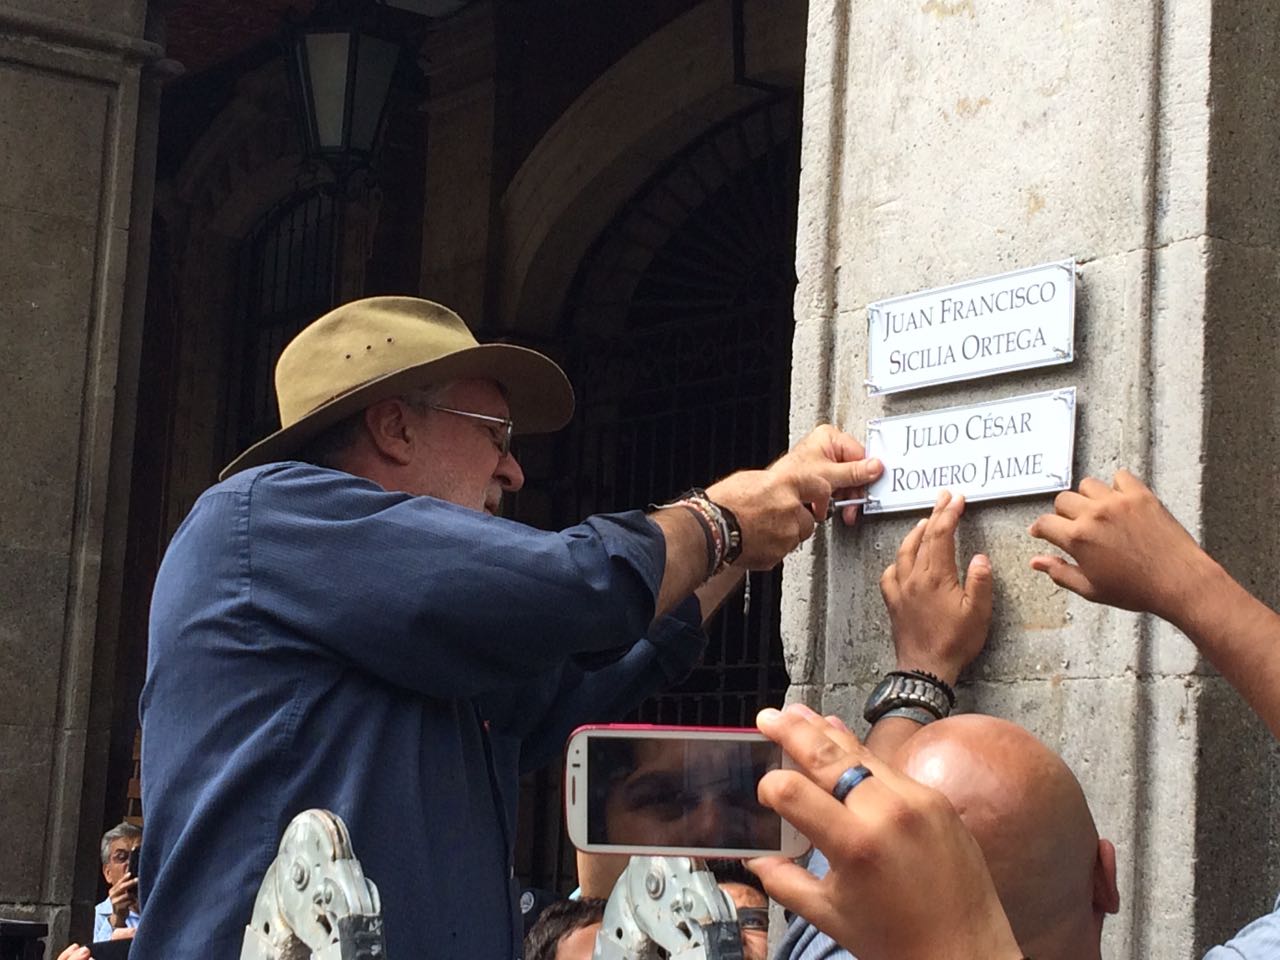 JUAN FRANCISCO
SICILIA ORTEGA
JULIO CÉSAR
ROMERO JAIME